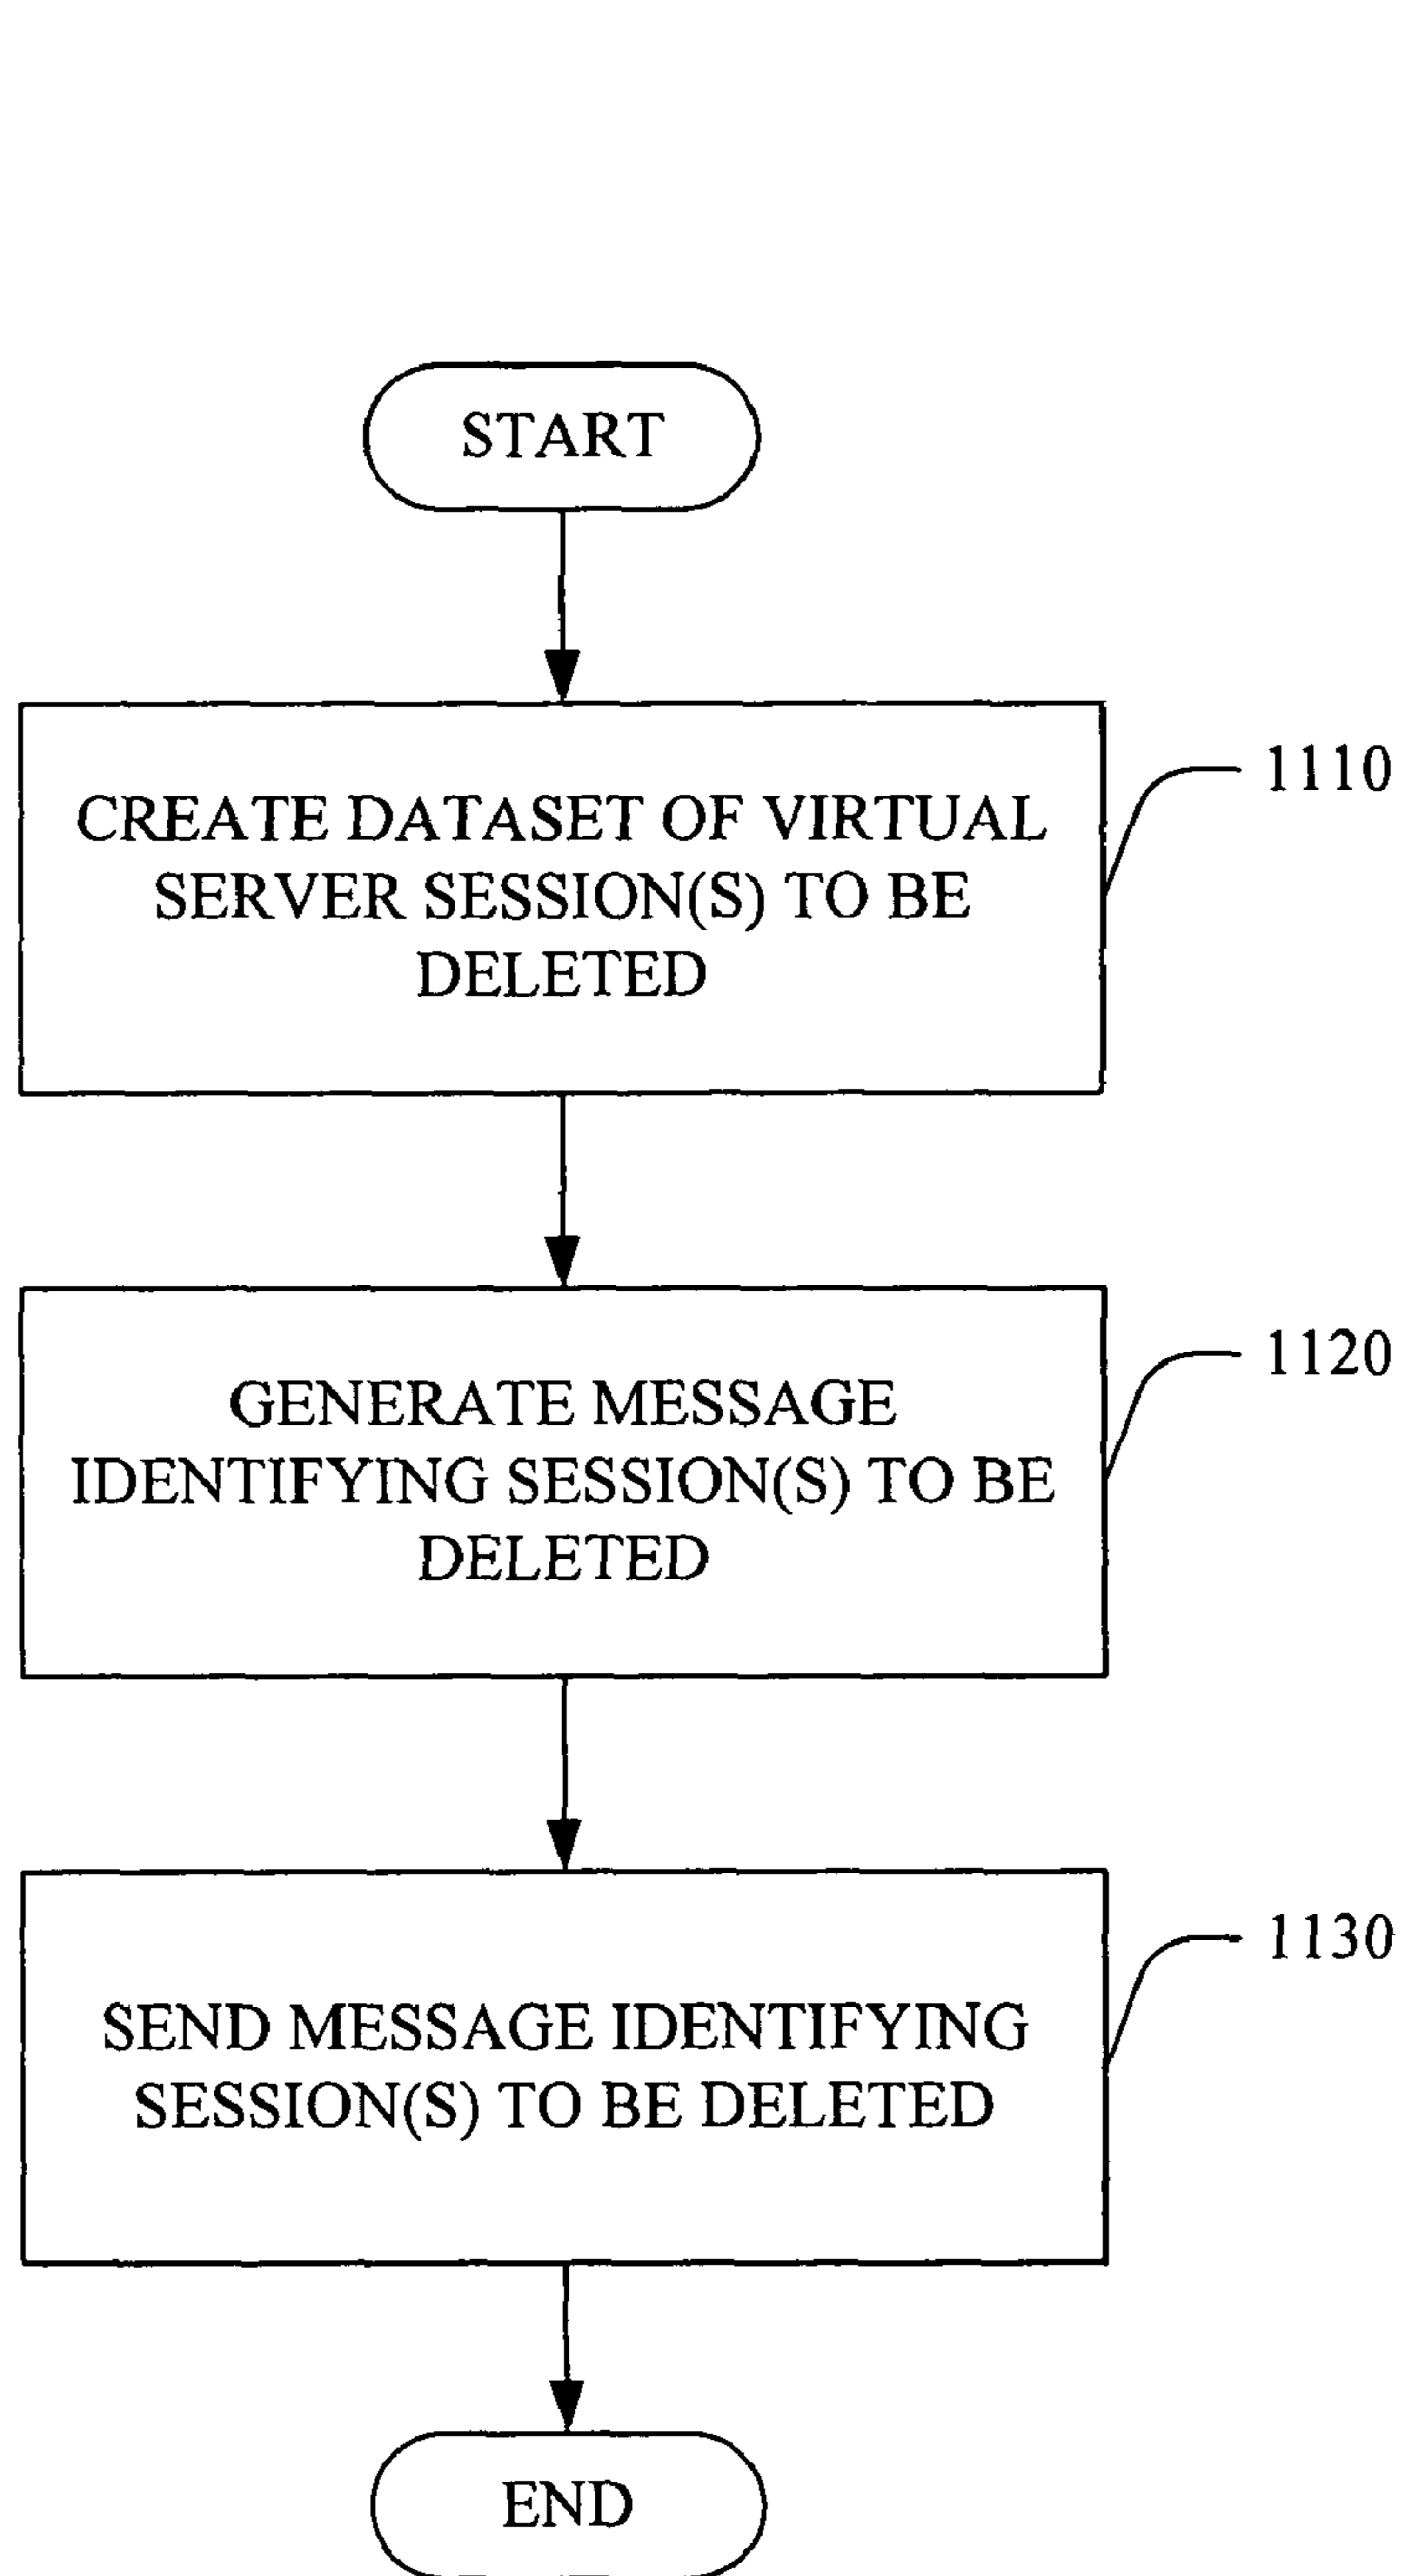 START
CREATE DATASET OF VIRTUAL
SERVER SESSION(S) TO BE
DELETED
1110
GENERATE MESSAGE
IDENTIFYING SESSION(S) TO BE
DELETED
1120
SEND MESSAGE IDENTIFYING
SESSION(S) TO BE DELETED
1130
END